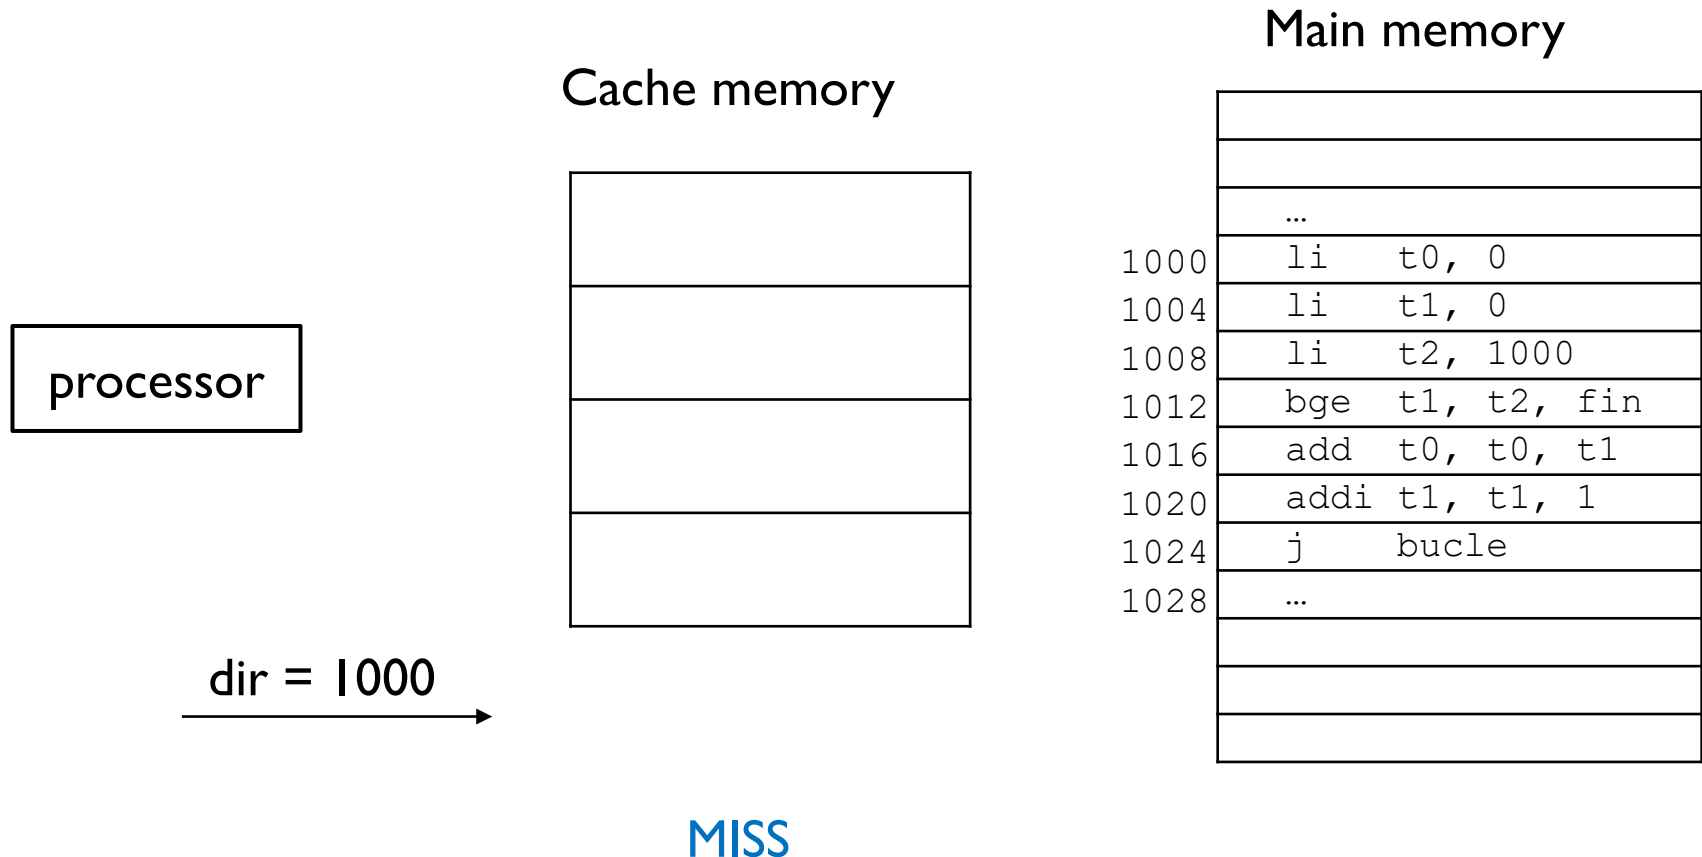 Main memory
Cache memory
…
1000 li t0, 0
1004 li t1, 0
1008 li t2, 1000
processor
1012 bge t1, t2, fin
1016 add t0, t0, t1
1020 addi t1, t1, 1
1024 j bucle
1028 …
dir = 1000
MISS